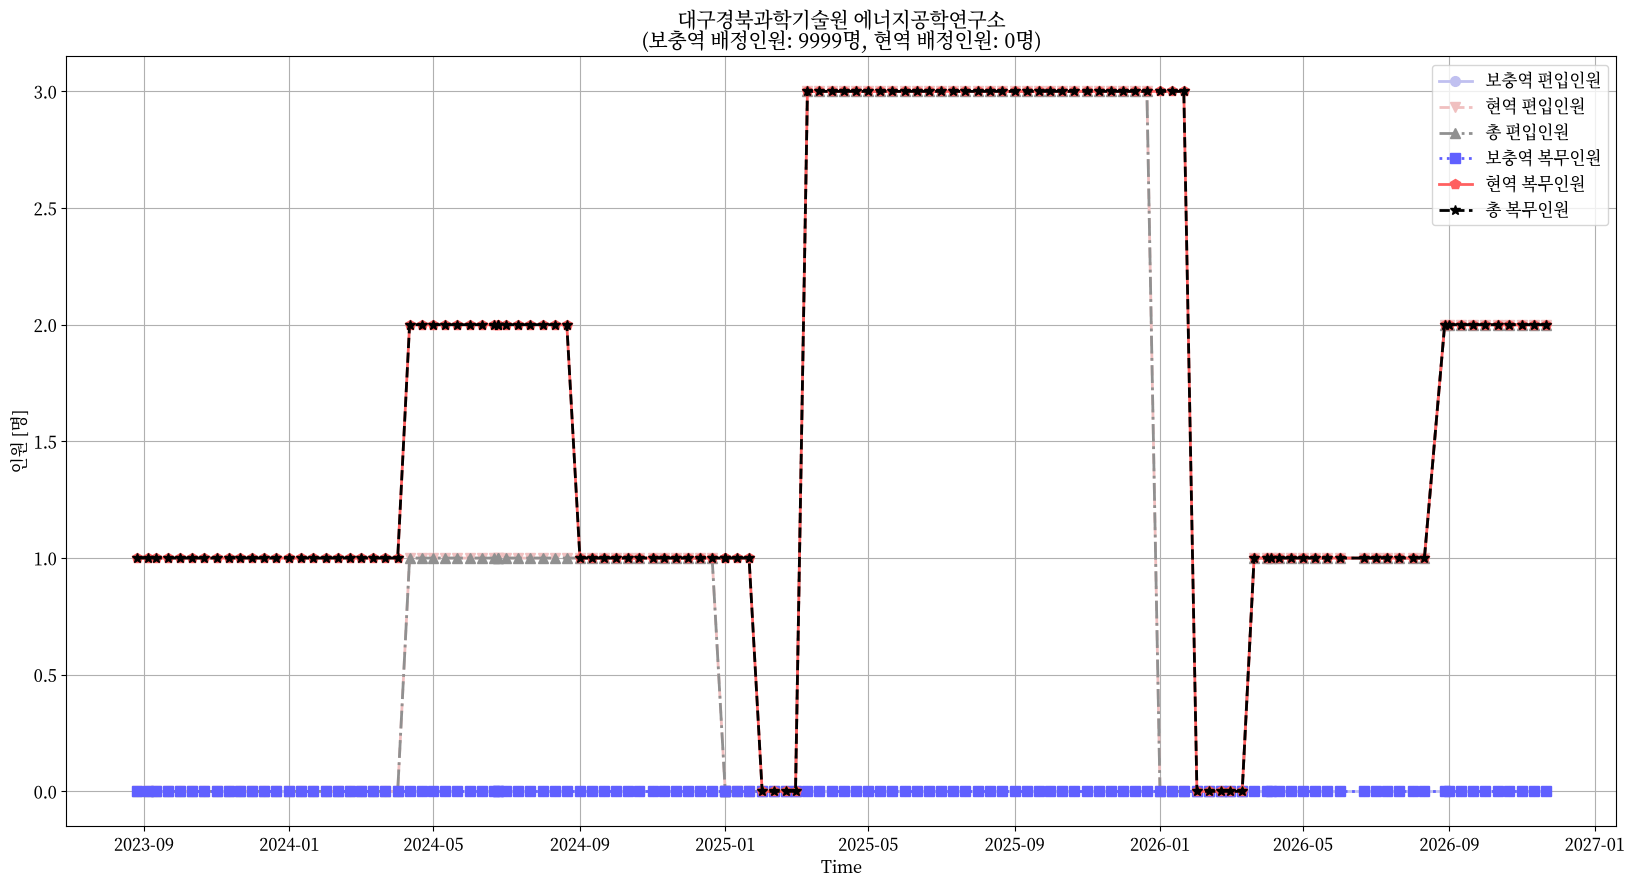 대구경북과학기술원 에너지공학연구소
(보충역 배정인원: 9999명, 현역 배정인원: 0명)
3.0
2.5
2.0
1.5
1.0
0.5
0.0
인원 [명]
보충역 편입인원
현역 편입인원
총 편입인원
보충역 복무인원
현역 복무인원
총 복무인원
2023-09 2024-01 2024-05 2024-09 2025-01 2025-05 2025-09 2026-01 2026-05 2026-09 2027-01
Time